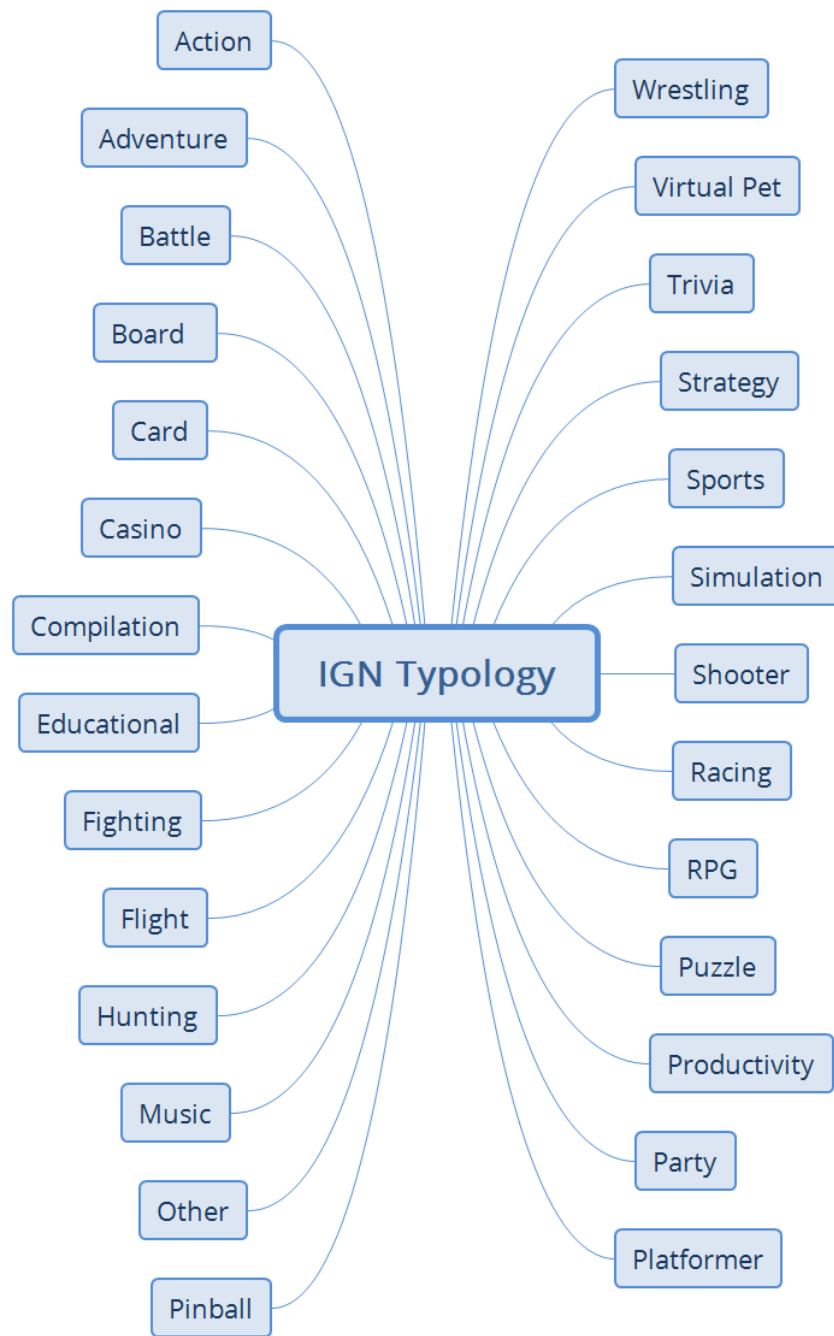 Action
Adventure
Battle
Board
Card
Casino
Compilation
Educational
Fighting
Flight
Hunting
Music
Other
Pinball
IGN Typology
Wrestling
Virtual Pet
Trivia
Strategy
Sports
Simulation
Shooter
Racing
RPG
Puzzle
Productivity
Party
Platformer